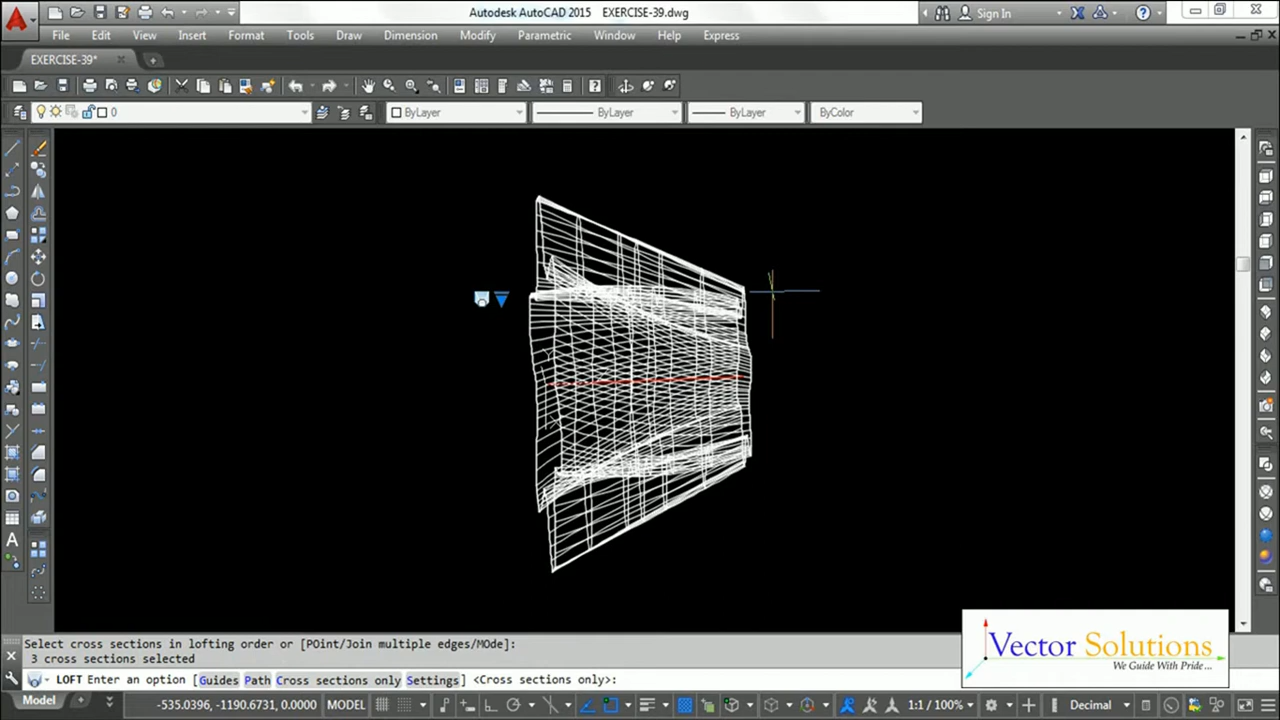 Autodesk AutoCAD 2015 EXERCISE-39.dwg
Sign In
File Edit View Insert Format Tools Draw Dimension Modify Parametric Window Help Express
EXERCISE-39*
0
ByLayer
ByLayer
ByLayer
ByColor
Vector Solutions
We Guide With Pride...
Select cross sections in lofting order or [POint/Join multiple edges/MOde]:
3 cross sections selected
LOFT Enter an option [Guides Path Cross sections only Settings] <Cross sections only>:
Model
-535.0396, -1190.6731, 0.0000 MODEL 1:1 / 100% Decimal